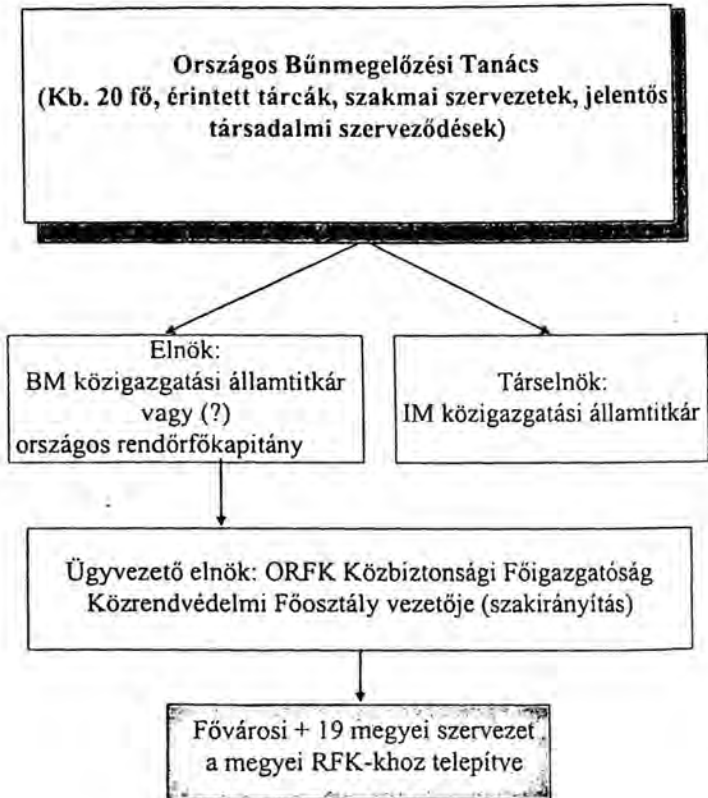 Országos Bűnmegelőzési Tanács
(Kb. 20 fő, érintett tárcák, szakmai szervezetek, jelentős
társadalmi szerveződések)
Elnök:
BM közigazgatási államtitkár
vagy (?)
országos rendőrfőkapitány
Társelnök:
IM közigazgatási államtitkár
Ügyvezető elnök: ORFK Közbiztonsági Főigazgatóság
Közrendvédelmi Főosztály vezetője (szakirányítás)
Fővárosi + 19 megyei szervezet
a megyei RFK-khoz telepítve